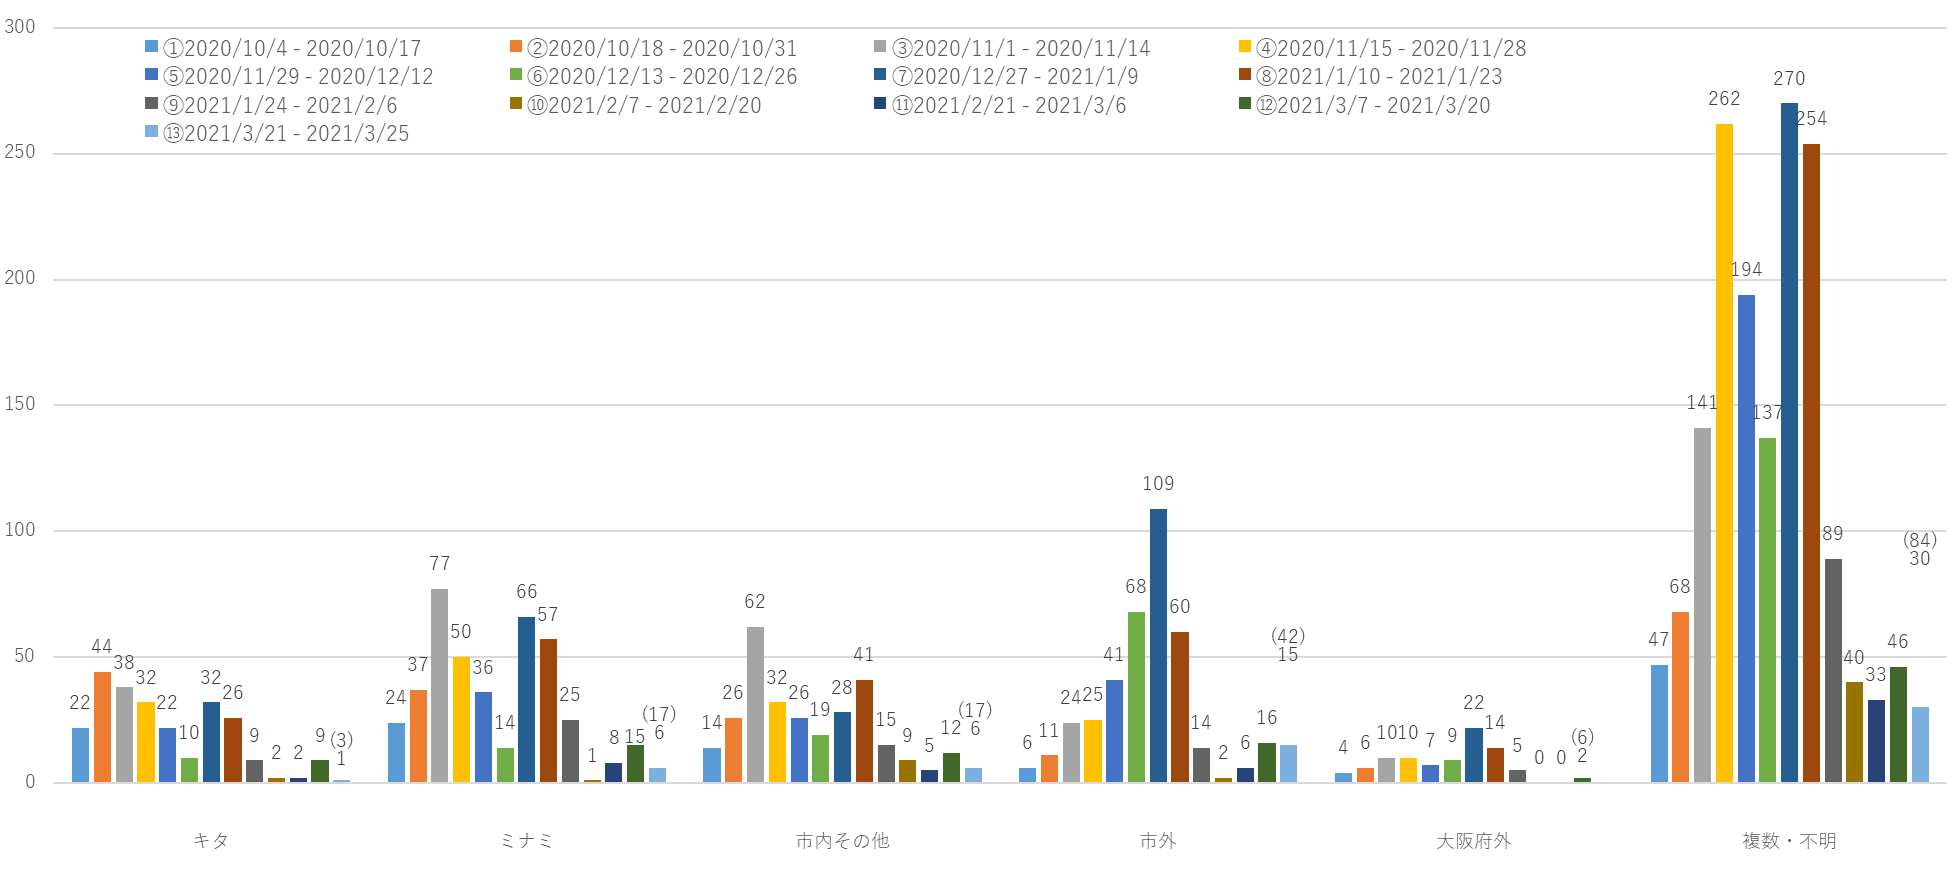 300
①2020/10/4 - 2020/10/17 ②2020/10/18 - 2020/10/31 ③2020/11/1 - 2020/11/14 ④2020/11/15 - 2020/11/28
⑤2020/11/29 - 2020/12/12 ⑥2020/12/13 - 2020/12/26 ⑦2020/12/27 - 2021/1/9 ⑧2021/1/10 - 2021/1/23
⑨2021/1/24 - 2021/2/6 ⑩2021/2/7 - 2021/2/20 ⑪2021/2/21 - 2021/3/6 ⑫2021/3/7 - 2021/3/20
⑬2021/3/21 - 2021/3/25
250
200
150
100
50
0
22 44 38 32 22 10 32 26 9 2 2 9 (3) 1
24 37 77 50 36 14 66 57 25 1 8 15 (17) 6
14 26 62 32 26 19 28 41 15 9 5 12 (17) 6
6 11 24 25 41 68 109 60 14 2 6 16 (42) 15
4 6 10 10 7 9 22 14 5 0 0 (6) 2
47 68 141 262 194 137 270 254 89 40 33 46 (84) 30
キタ ミナミ 市内その他 市外 大阪府外 複数・不明